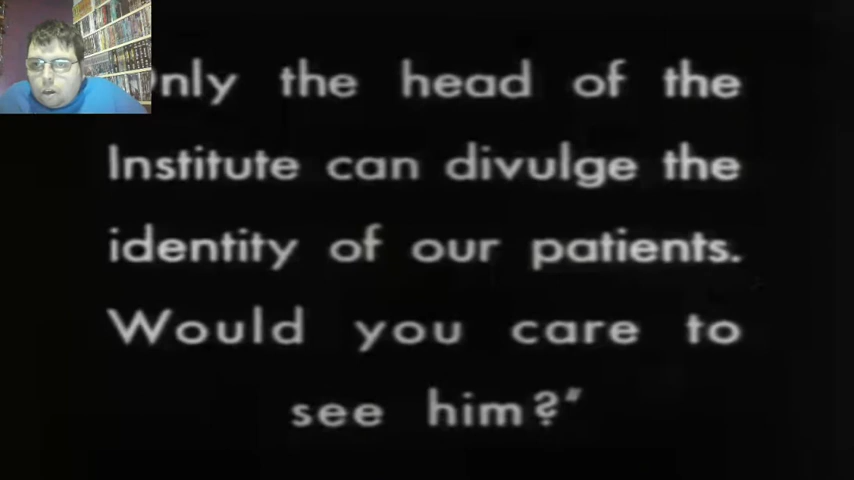 nly the head of the
Institute can divulge the
identity of our patients.
Would you care to
see him?"